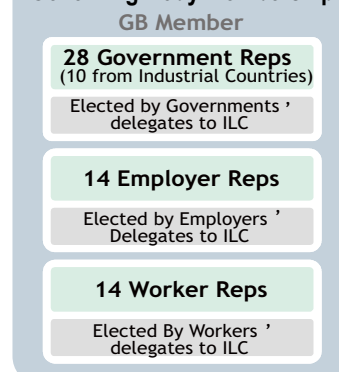 GB Member
28 Government Reps
(10 from Industrial Countries)
Elected by Governments ’
delegates to ILC
14 Employer Reps
Elected by Employers ’
Delegates to ILC
14 Worker Reps
Elected By Workers ’
delegates to ILC